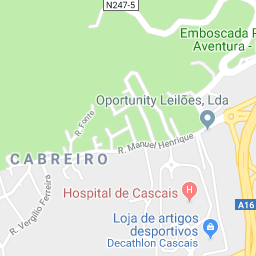 N247-5
Emboscada
Aventura -
Oportunity Leilões, Lda
R. Fonte
R. Manuel Henrique
CABREIRO
Hospital de Cascais
H
R. Vergílio Ferreira
A16
Loja de artigos
desportivos
Decathlon Cascais